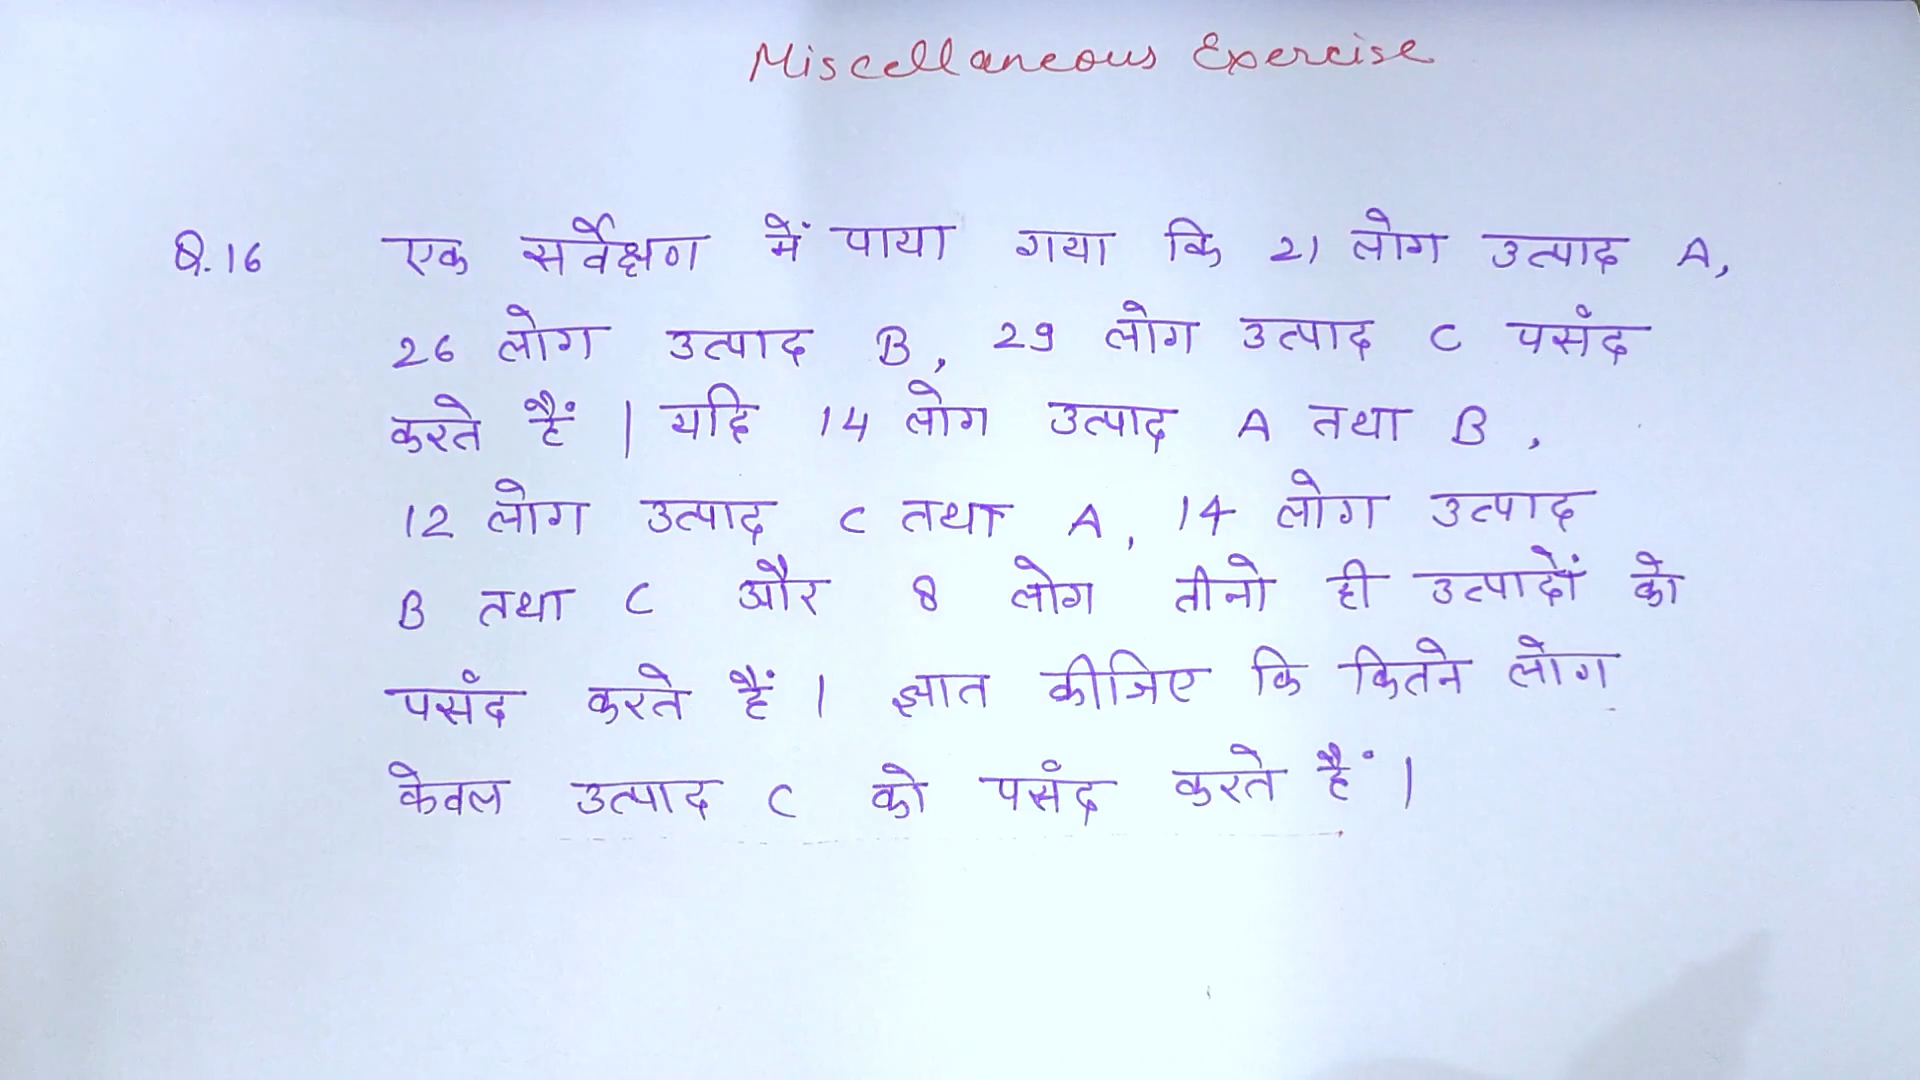 Miscellaneous Exercise
Q.16 एक सर्वेक्षण में पाया गया कि 21 लोग उत्पाद A,
26 लोग उत्पाद B, 29 लोग उत्पाद C पसंद
करते हैं । यदि 14 लोग उत्पाद A तथा B ,
12 लोग उत्पाद C तथा A, 14 लोग उत्पाद
B तथा C और 8 लोग तीनो ही उत्पादों को
पसंद करते हैं । ज्ञात कीजिए कि कितने लोग
केवल उत्पाद C को पसंद करते हैं ।